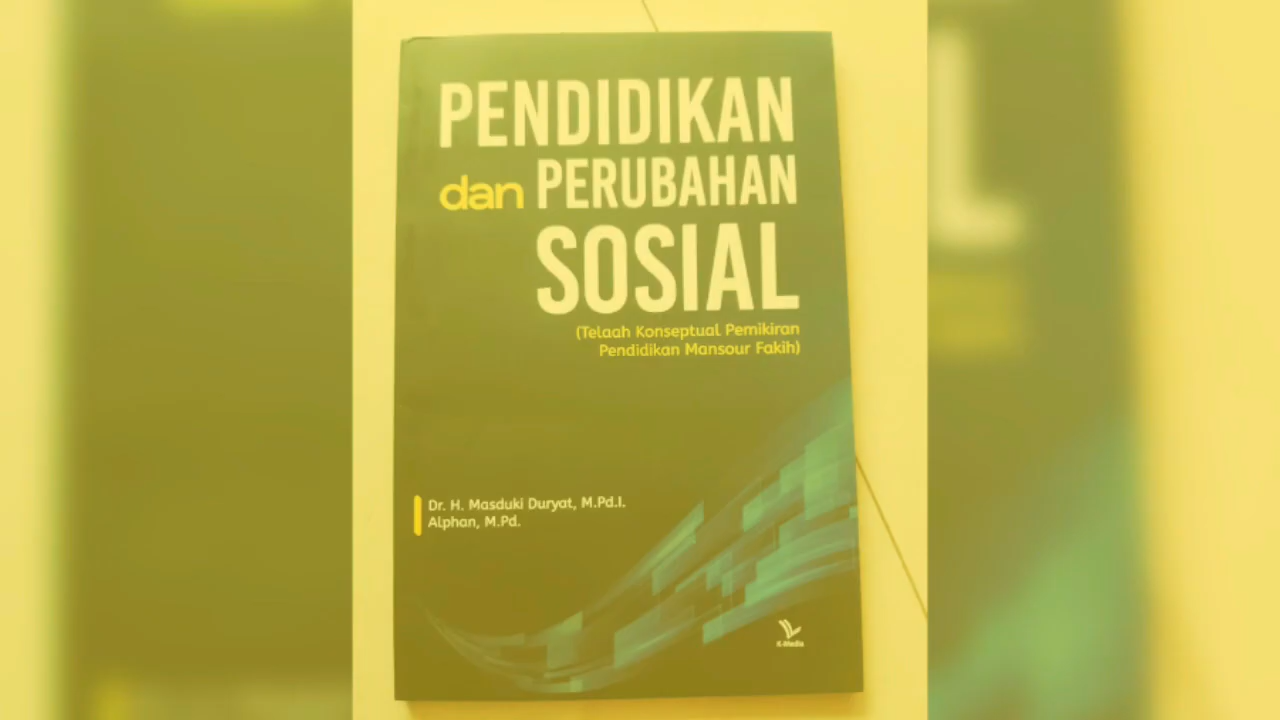 PENDIDIKAN
dan PERUBAHAN
SOSIAL
(Telaah Konseptual Pemikiran
Pendidikan Mansour Fakih)
Dr. H. Masduki Duryat, M.Pd.I.
Alphan, M.Pd.
K-Media